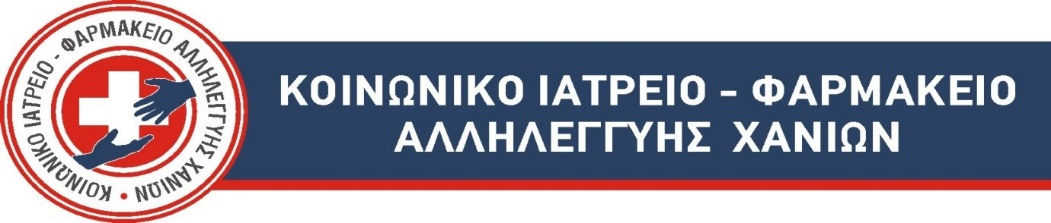 ΚΟΙΝΩΝΙΚΟ ΙΑΤΡΕΙΟ - ΦΑΡΜΑΚΕΙΟ ΑΛΛΗΛΕΓΓΥΗΣ ΧΑΝΙΩΝ •
ΚΟΙΝΩΝΙΚΟ ΙΑΤΡΕΙΟ – ΦΑΡΜΑΚΕΙΟ
ΑΛΛΗΛΕΓΓΥΗΣ ΧΑΝΙΩΝ